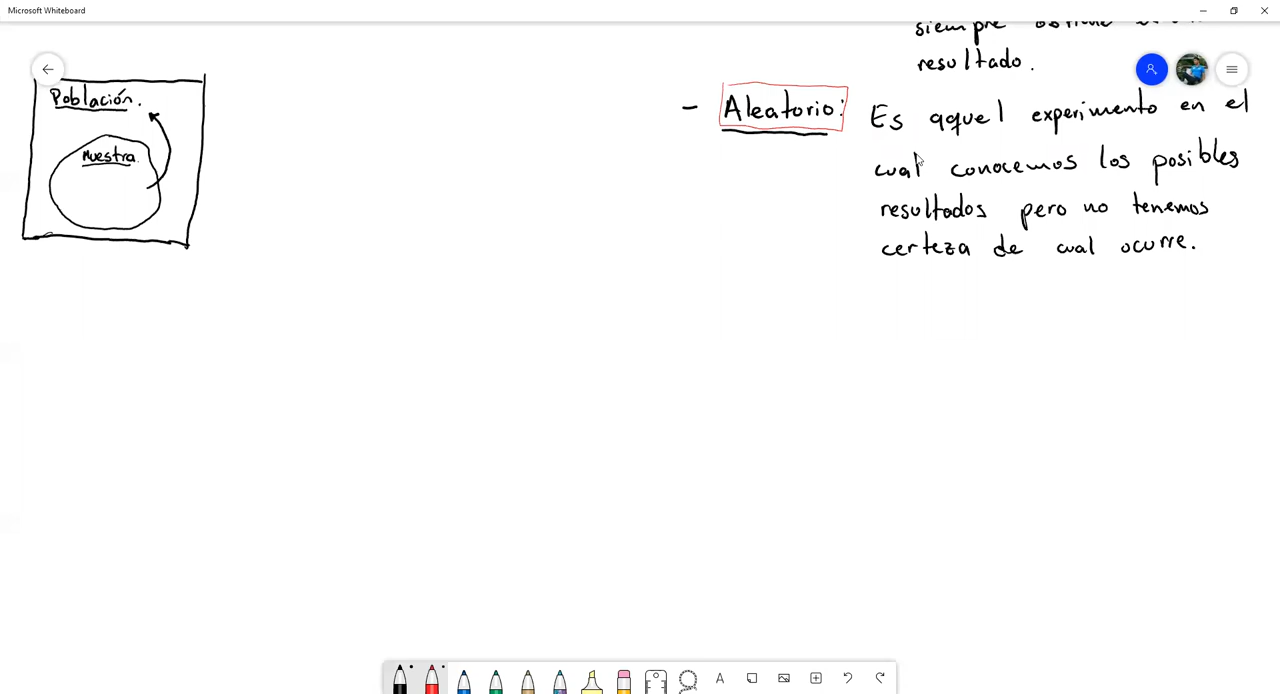 Microsoft Whiteboard
siempre
resultado.
Población.
Muestra
- Aleatorio: Es aquel experimento en el
cual conocemos los posibles
resultados pero no tenemos
certeza de cual ocurre.
A